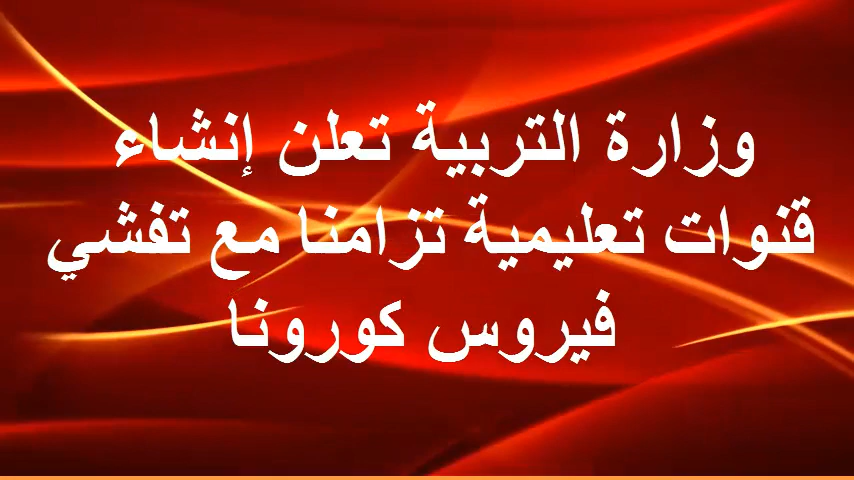 وزارة التربية تعلن إنشاء
قنوات تعليمية تزامنا مع تفشي
فيروس كورونا